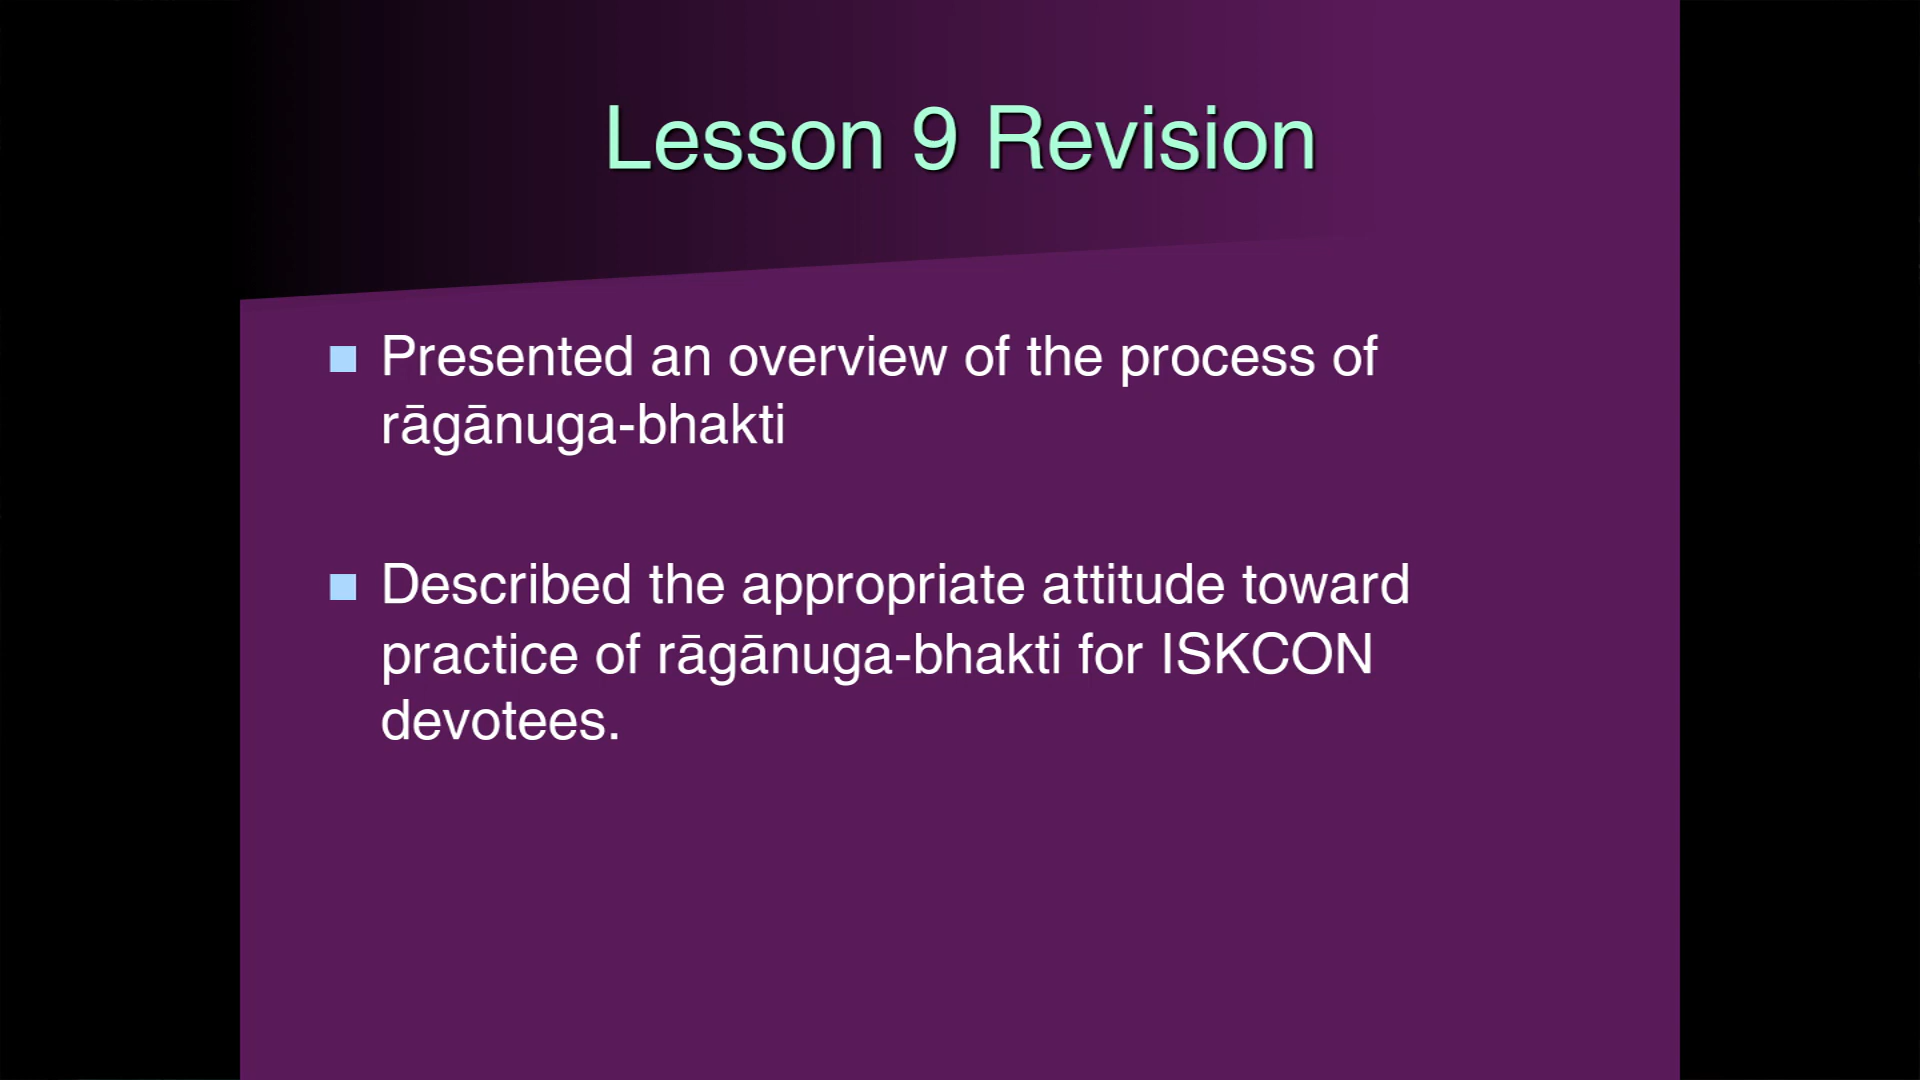 Lesson 9 Revision
Presented an overview of the process of
rāgānuga-bhakti
Described the appropriate attitude toward
practice of rāgānuga-bhakti for ISKCON
devotees.